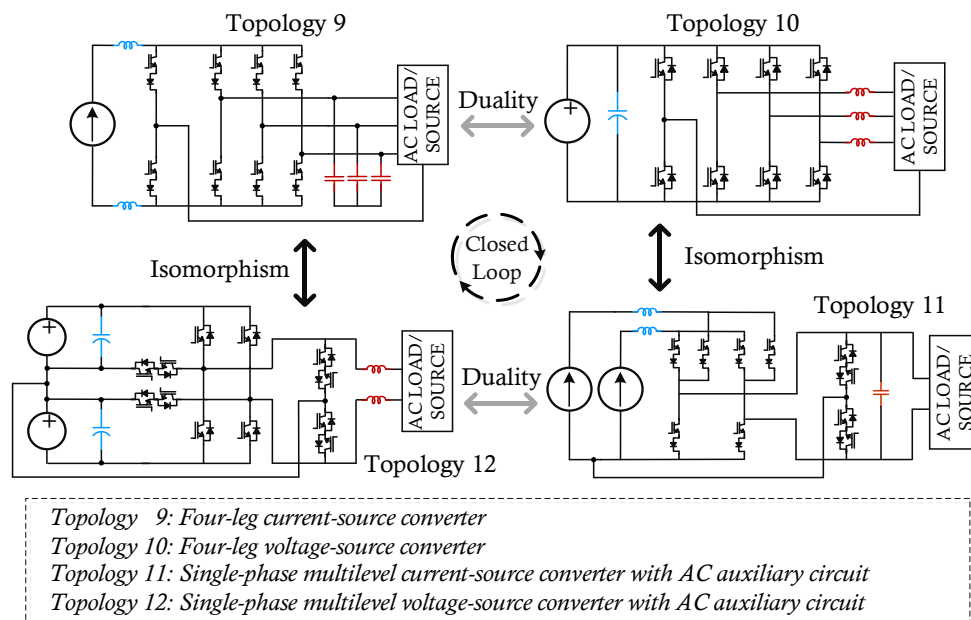 Topology 9
Topology 10
AC LOAD/
SOURCE
Duality
AC LOAD/
SOURCE
+
Isomorphism
Closed
Loop
Isomorphism
Topology 11
+
+
AC LOAD/
SOURCE
Duality
AC LOAD/
SOURCE
Topology 12
Topology 9: Four-leg current-source converter
Topology 10: Four-leg voltage-source converter
Topology 11: Single-phase multilevel current-source converter with AC auxiliary circuit
Topology 12: Single-phase multilevel voltage-source converter with AC auxiliary circuit